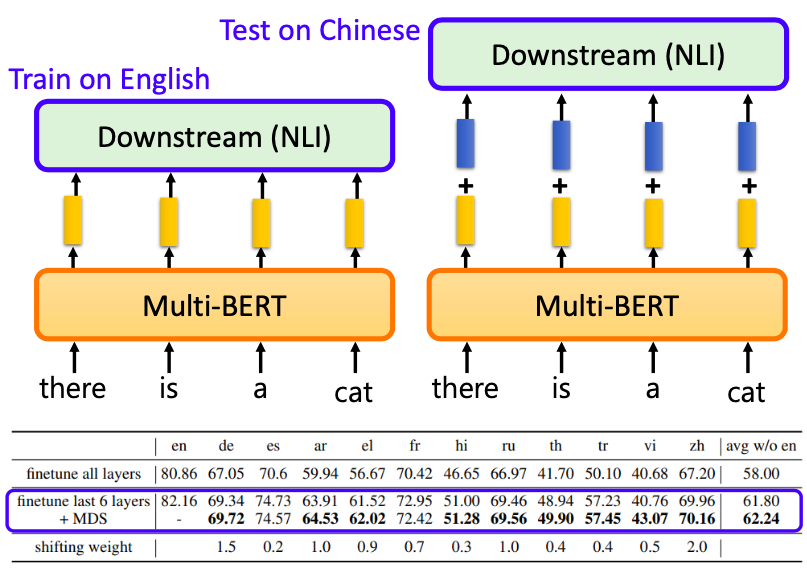 Test on Chinese
Downstream (NLI)
Train on English
Downstream (NLI)
+ + + +
Multi-BERT
Multi-BERT
there is a cat
there is a cat
en de es ar el fr hi ru th tr vi zh avg w/o en
finetune all layers 80.86 67.05 70.6 59.94 56.67 70.42 46.65 66.97 41.70 50.10 40.68 67.20 58.00
finetune last 6 layers 82.16 69.34 74.73 63.91 61.52 72.95 51.00 69.46 48.94 57.23 40.76 69.96 61.80
+ MDS - 69.72 74.57 64.53 62.02 72.42 51.28 69.56 49.90 57.45 43.07 70.16 62.24
shifting weight 1.5 0.2 1.0 0.9 0.7 0.3 1.0 0.4 0.4 0.5 2.0